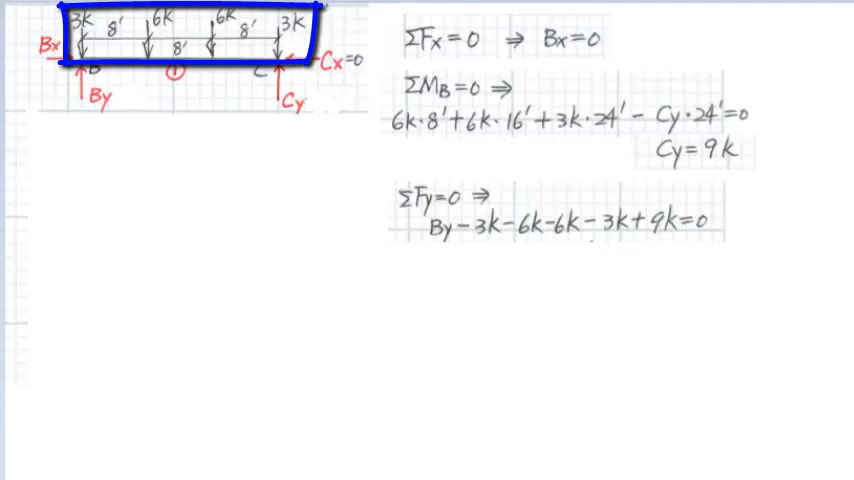 3k 6k 6k 3k
8' 8' 8'
Bx Cx=0
B ① C
By Cy
ΣFx=0 ⇒ Bx=0
ΣMB=0 ⇒
6k·8'+6k·16'+3k·24' - Cy·24'=0
Cy=9k
ΣFy=0 ⇒
By-3k-6k-6k-3k+9k=0